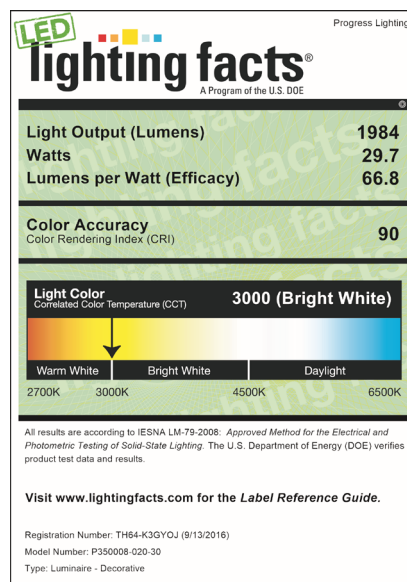 Progress Lighting
LED
lighting facts®
A Program of the U.S. DOE
Light Output (Lumens) 1984
Watts 29.7
Lumens per Watt (Efficacy) 66.8
Color Accuracy
Color Rendering Index (CRI) 90
Light Color
Correlated Color Temperature (CCT) 3000 (Bright White)
Warm White Bright White Daylight
2700K 3000K 4500K 6500K
All results are according to IESNA LM-79-2008: Approved Method for the Electrical and
Photometric Testing of Solid-State Lighting. The U.S. Department of Energy (DOE) verifies
product test data and results.
Visit www.lightingfacts.com for the Label Reference Guide.
Registration Number: TH64-K3GYOJ (9/13/2016)
Model Number: P350008-020-30
Type: Luminaire - Decorative